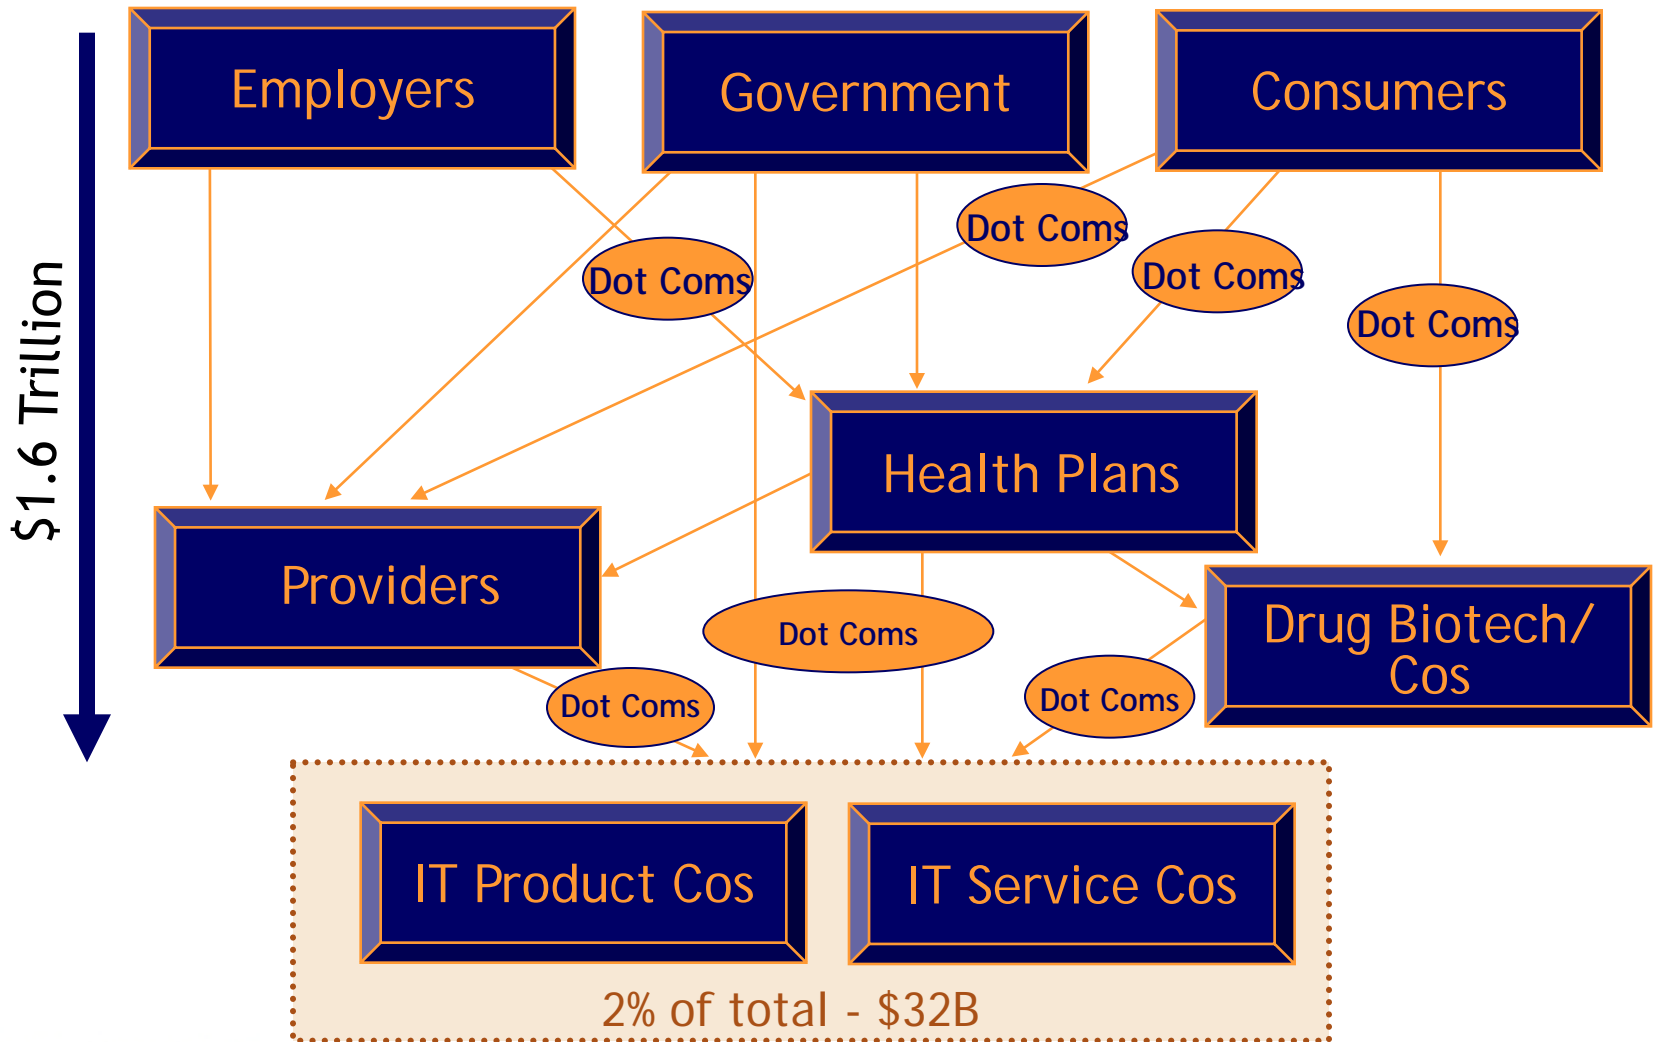 Employers
Government
Consumers
Dot Coms
Dot Coms
Dot Coms
Dot Coms
$1.6 Trillion
Health Plans
Providers
Drug Biotech/
Cos
Dot Coms
Dot Coms
Dot Coms
IT Product Cos
IT Service Cos
2% of total - $32B